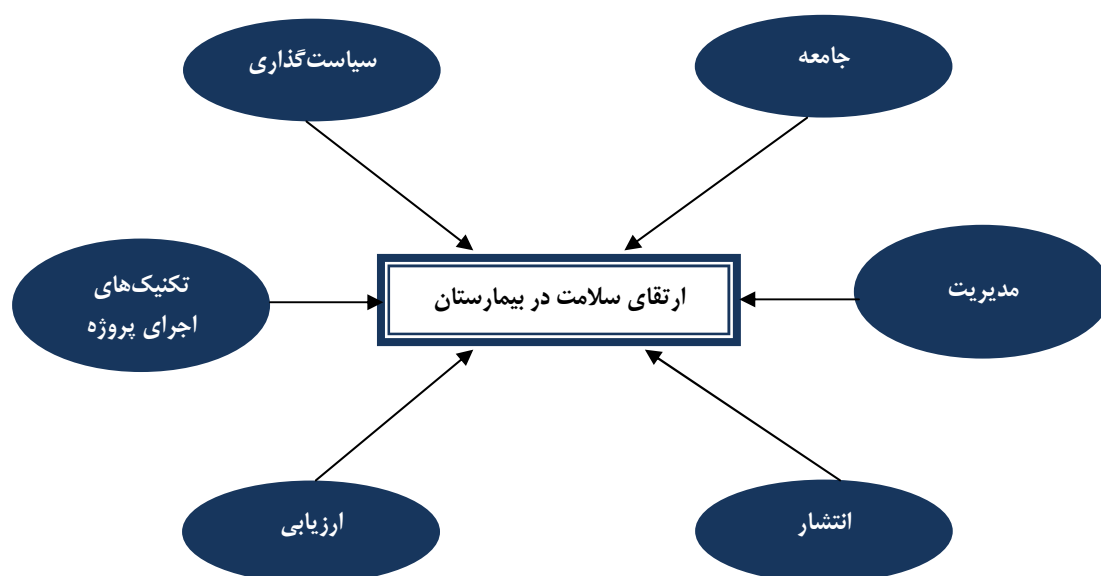 جامعه
سیاست‌گذاری
مدیریت
ارتقای سلامت در بیمارستان
تکنیک‌های
اجرای پروژه
انتشار
ارزیابی